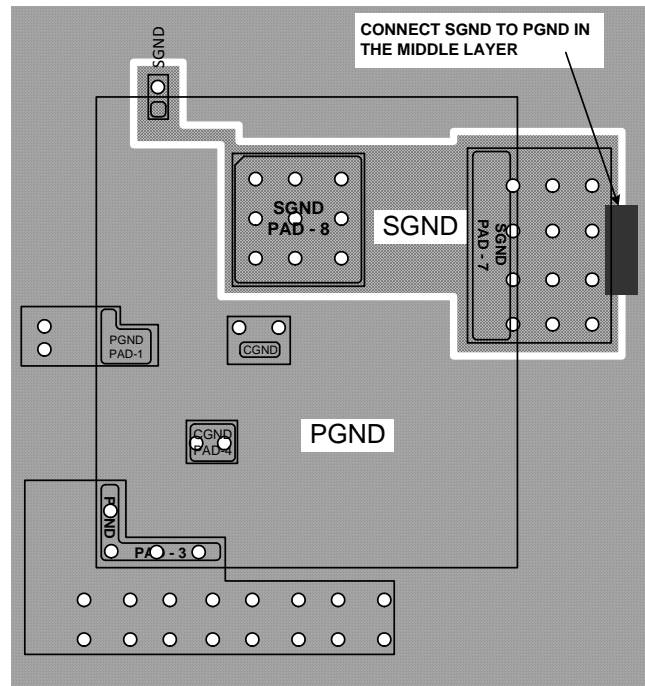 CONNECT SGND TO PGND IN
THE MIDDLE LAYER
SGND
SGND
PAD - 8
SGND
SGND
PAD - 7
PGND
PAD-1
CGND
CGND
PAD-4
PGND
PGND
PAD - 3